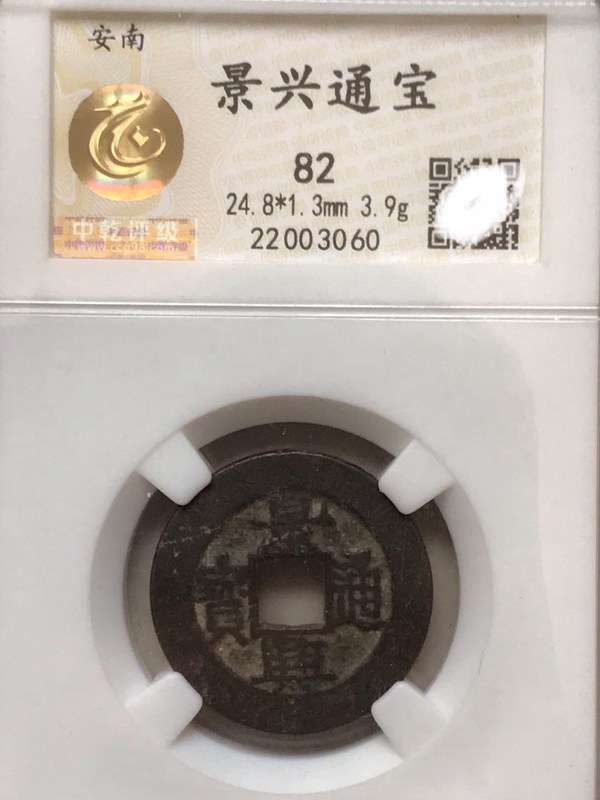 安南
景兴通宝
82
24.8*1.3mm 3.9g
22003060
中乾评级
景
寶 通
興